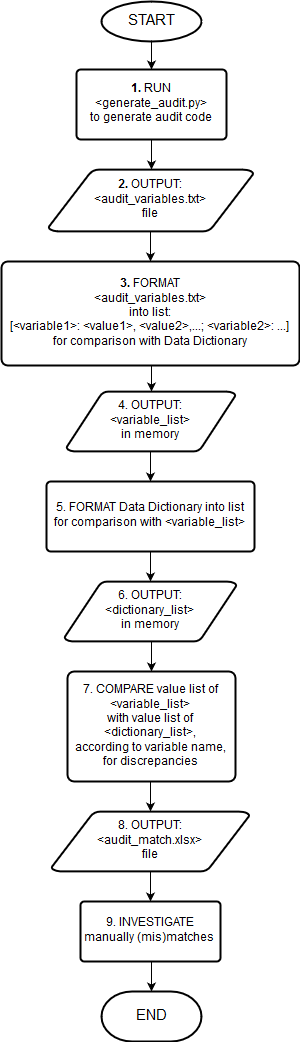 START
1. RUN
<generate_audit.py>
to generate audit code
2. OUTPUT:
<audit_variables.txt>
file
3. FORMAT
<audit_variables.txt>
into list:
[<variable1>: <value1>, <value2>,...; <variable2>: ...]
for comparison with Data Dictionary
4. OUTPUT:
<variable_list>
in memory
5. FORMAT Data Dictionary into list
for comparison with <variable_list>
6. OUTPUT:
<dictionary_list>
in memory
7. COMPARE value list of
<variable_list>
with value list of
<dictionary_list>,
according to variable name,
for discrepancies
8. OUTPUT:
<audit_match.xlsx>
file
9. INVESTIGATE
manually (mis)matches
END